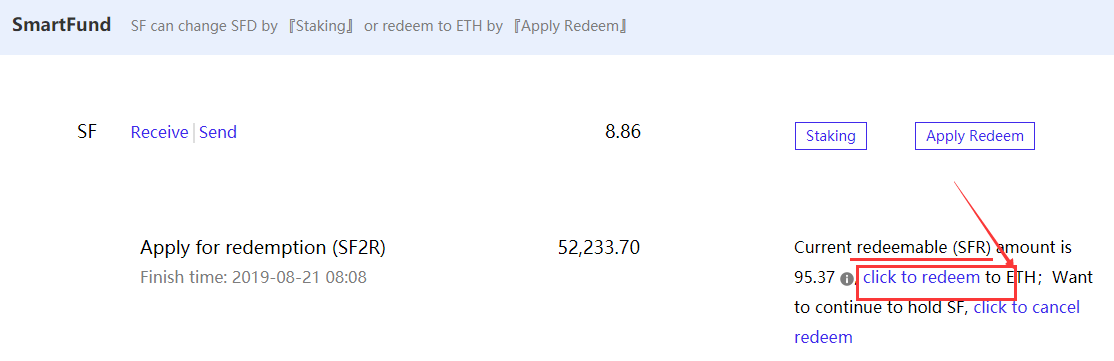 SmartFund SF can change SFD by 『Staking』 or redeem to ETH by 『Apply Redeem』
SF Receive Send 8.86 Staking Apply Redeem
Apply for redemption (SF2R) 52,233.70 Current redeemable (SFR) amount is
Finish time: 2019-08-21 08:08 95.37 , click to redeem to ETH; Want
to continue to hold SF, click to cancel
redeem